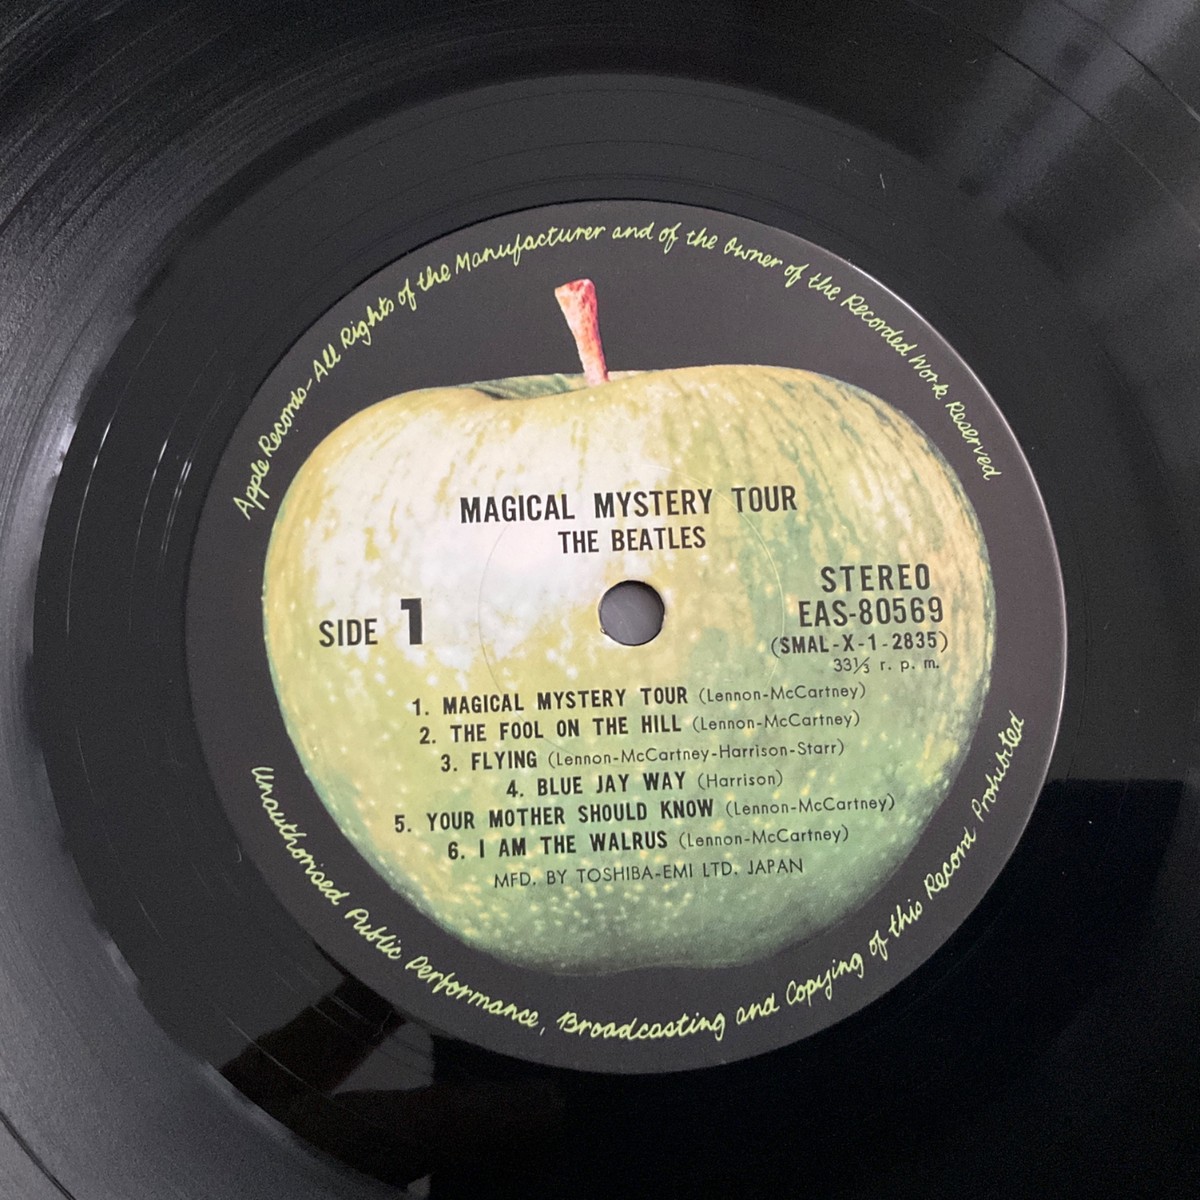 Apple Records-All Rights of the Manufacturer and of the Owner of the Recorded Work Reserved
MAGICAL MYSTERY TOUR
THE BEATLES
STEREO
EAS-80569
SIDE 1
(SMAL-X-1-2835)
33⅓ r. p. m.
1. MAGICAL MYSTERY TOUR (Lennon-McCartney)
2. THE FOOL ON THE HILL (Lennon-McCartney)
3. FLYING (Lennon-McCartney-Harrison-Starr)
4. BLUE JAY WAY (Harrison)
5. YOUR MOTHER SHOULD KNOW (Lennon-McCartney)
6. I AM THE WALRUS (Lennon-McCartney)
MFD. BY TOSHIBA-EMI LTD. JAPAN
Unauthorised Public Performance, Broadcasting and Copying of this Record Prohibited